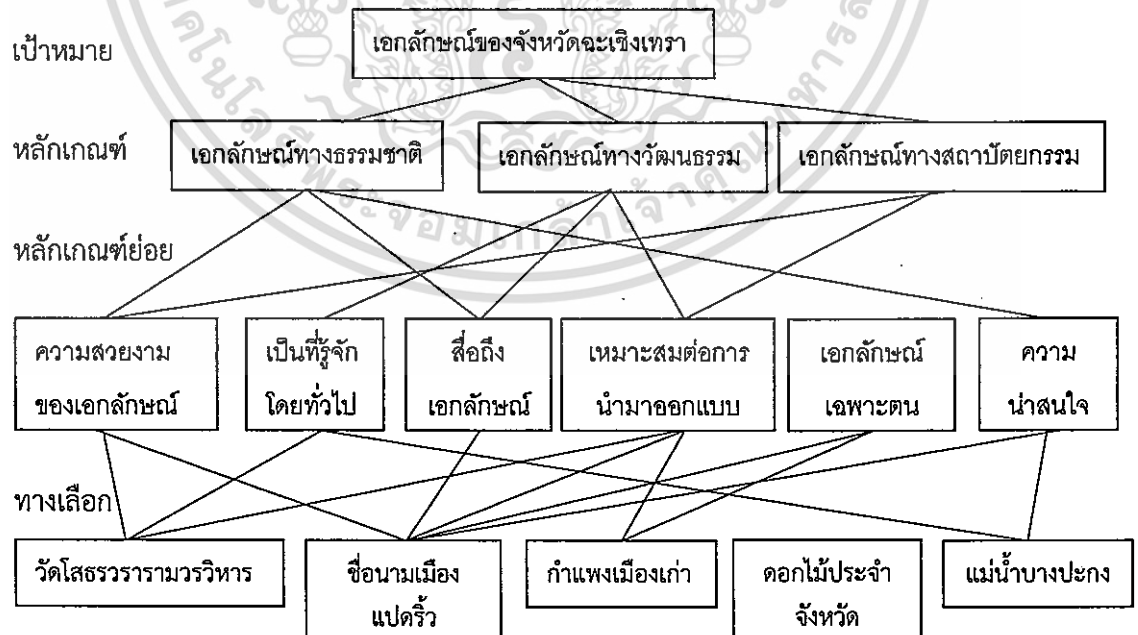 เป้าหมาย
เอกลักษณ์ของจังหวัดฉะเชิงเทรา
หลักเกณฑ์
เอกลักษณ์ทางธรรมชาติ
เอกลักษณ์ทางวัฒนธรรม
เอกลักษณ์ทางสถาปัตยกรรม
หลักเกณฑ์ย่อย
ความสวยงาม
ของเอกลักษณ์
เป็นที่รู้จัก
โดยทั่วไป
สื่อถึง
เอกลักษณ์
เหมาะสมต่อการ
นำมาออกแบบ
เอกลักษณ์
เฉพาะตน
ความ
น่าสนใจ
ทางเลือก
วัดโสธรวรารามวรวิหาร
ชื่อนามเมือง
แปดริ้ว
กำแพงเมืองเก่า
ดอกไม้ประจำ
จังหวัด
แม่น้ำบางปะกง